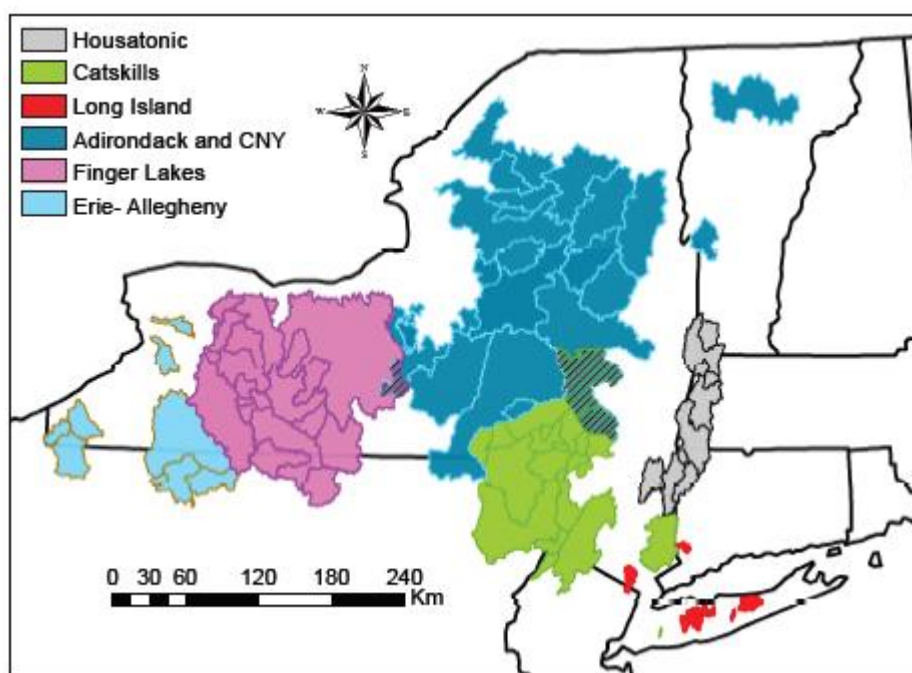 Housatonic
Catskills
Long Island
Adirondack and CNY
Finger Lakes
Erie- Allegheny
N
W E
S
0 30 60 120 180 240
Km